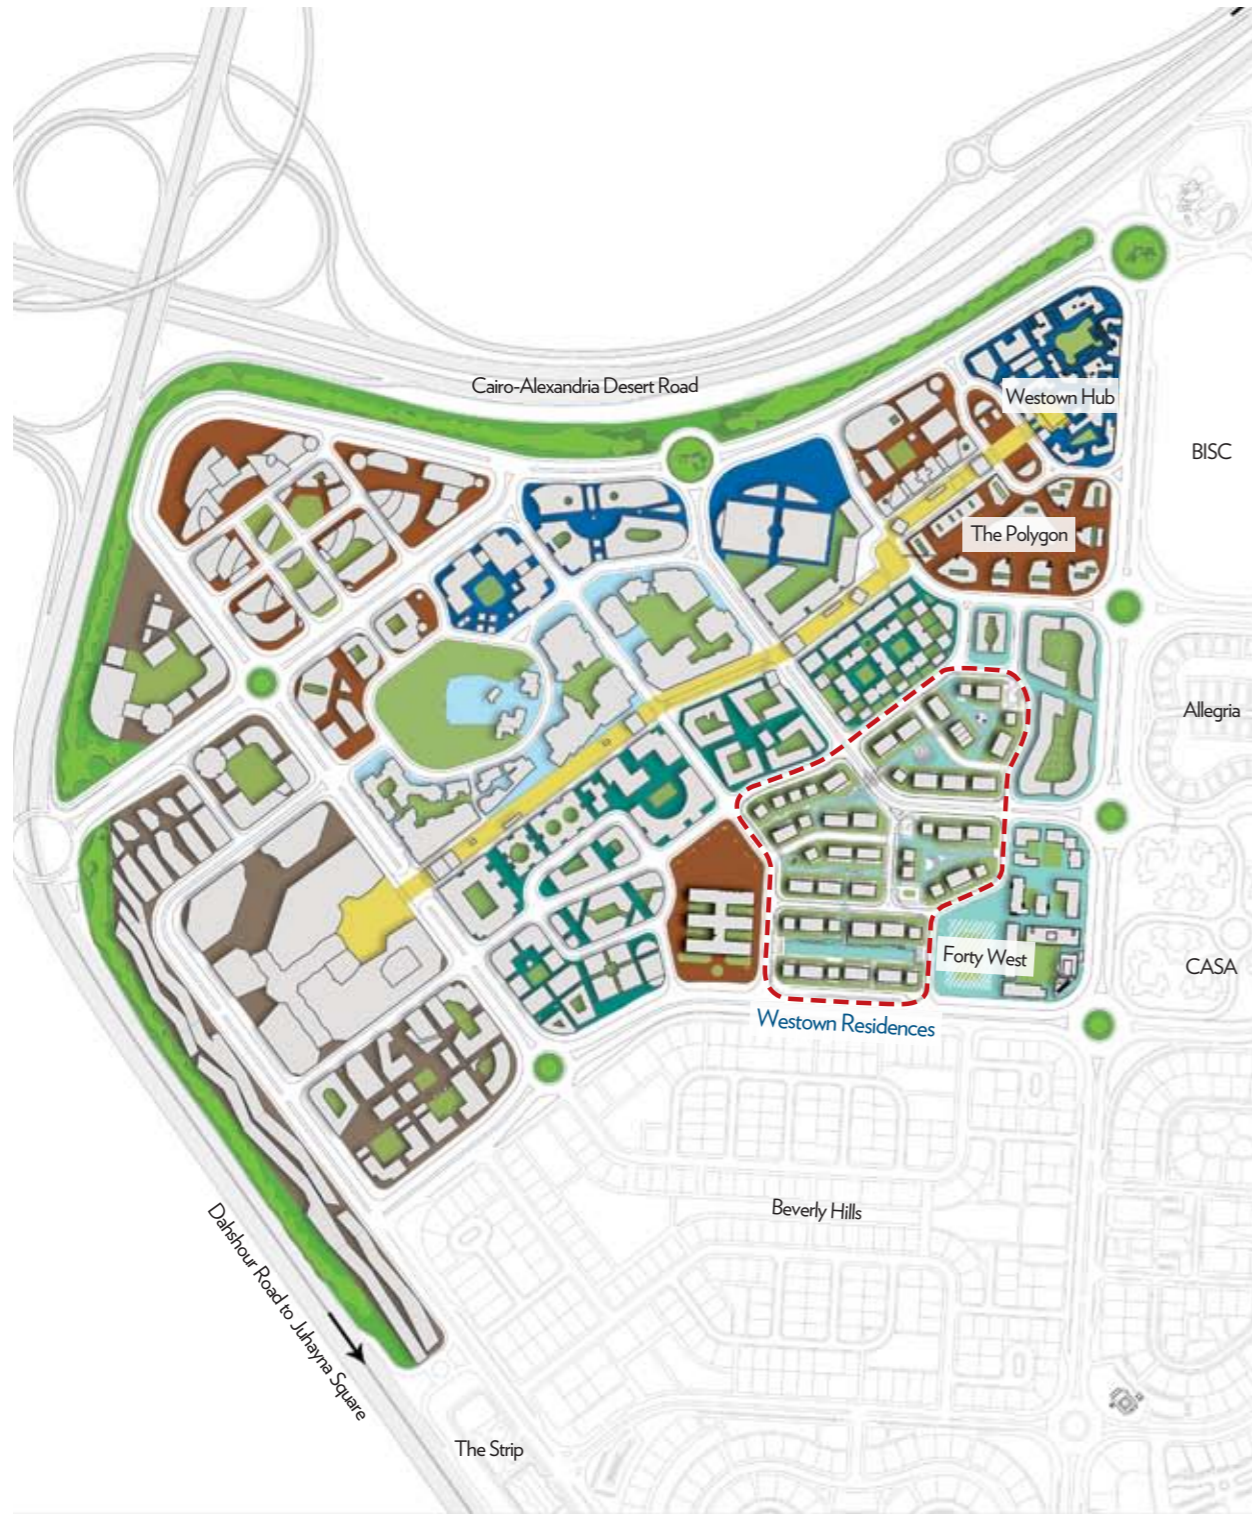 Cairo-Alexandria Desert Road
Westown Hub
BISC
The Polygon
Allegria
Forty West
CASA
Westown Residences
Beverly Hills
Dahshour Road to Juhayna Square
The Strip